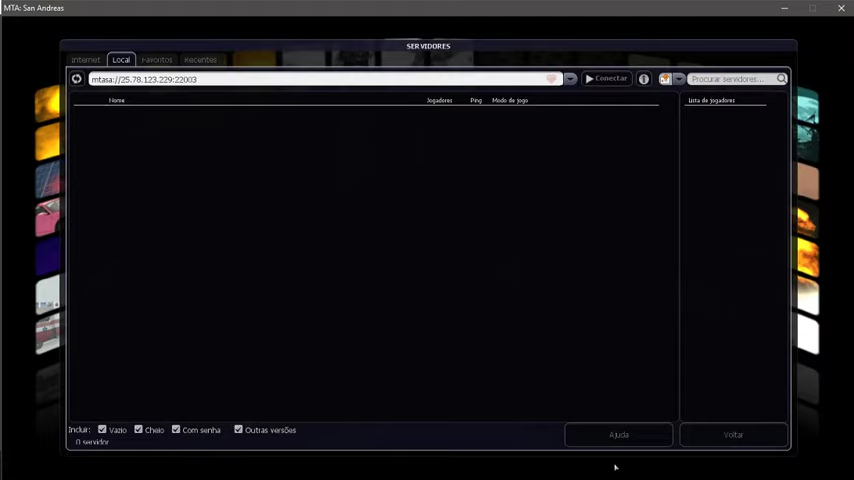 MTA: San Andreas
SERVIDORES
Internet Local Favoritos Recentes
mtasa://25.78.123.229:22003 Conectar Procurar servidores...
Nome Jogadores Ping Modo de jogo Lista de jogadores
Incluir: Vazio Cheio Com senha Outras versões
0 servidor
Ajuda Voltar